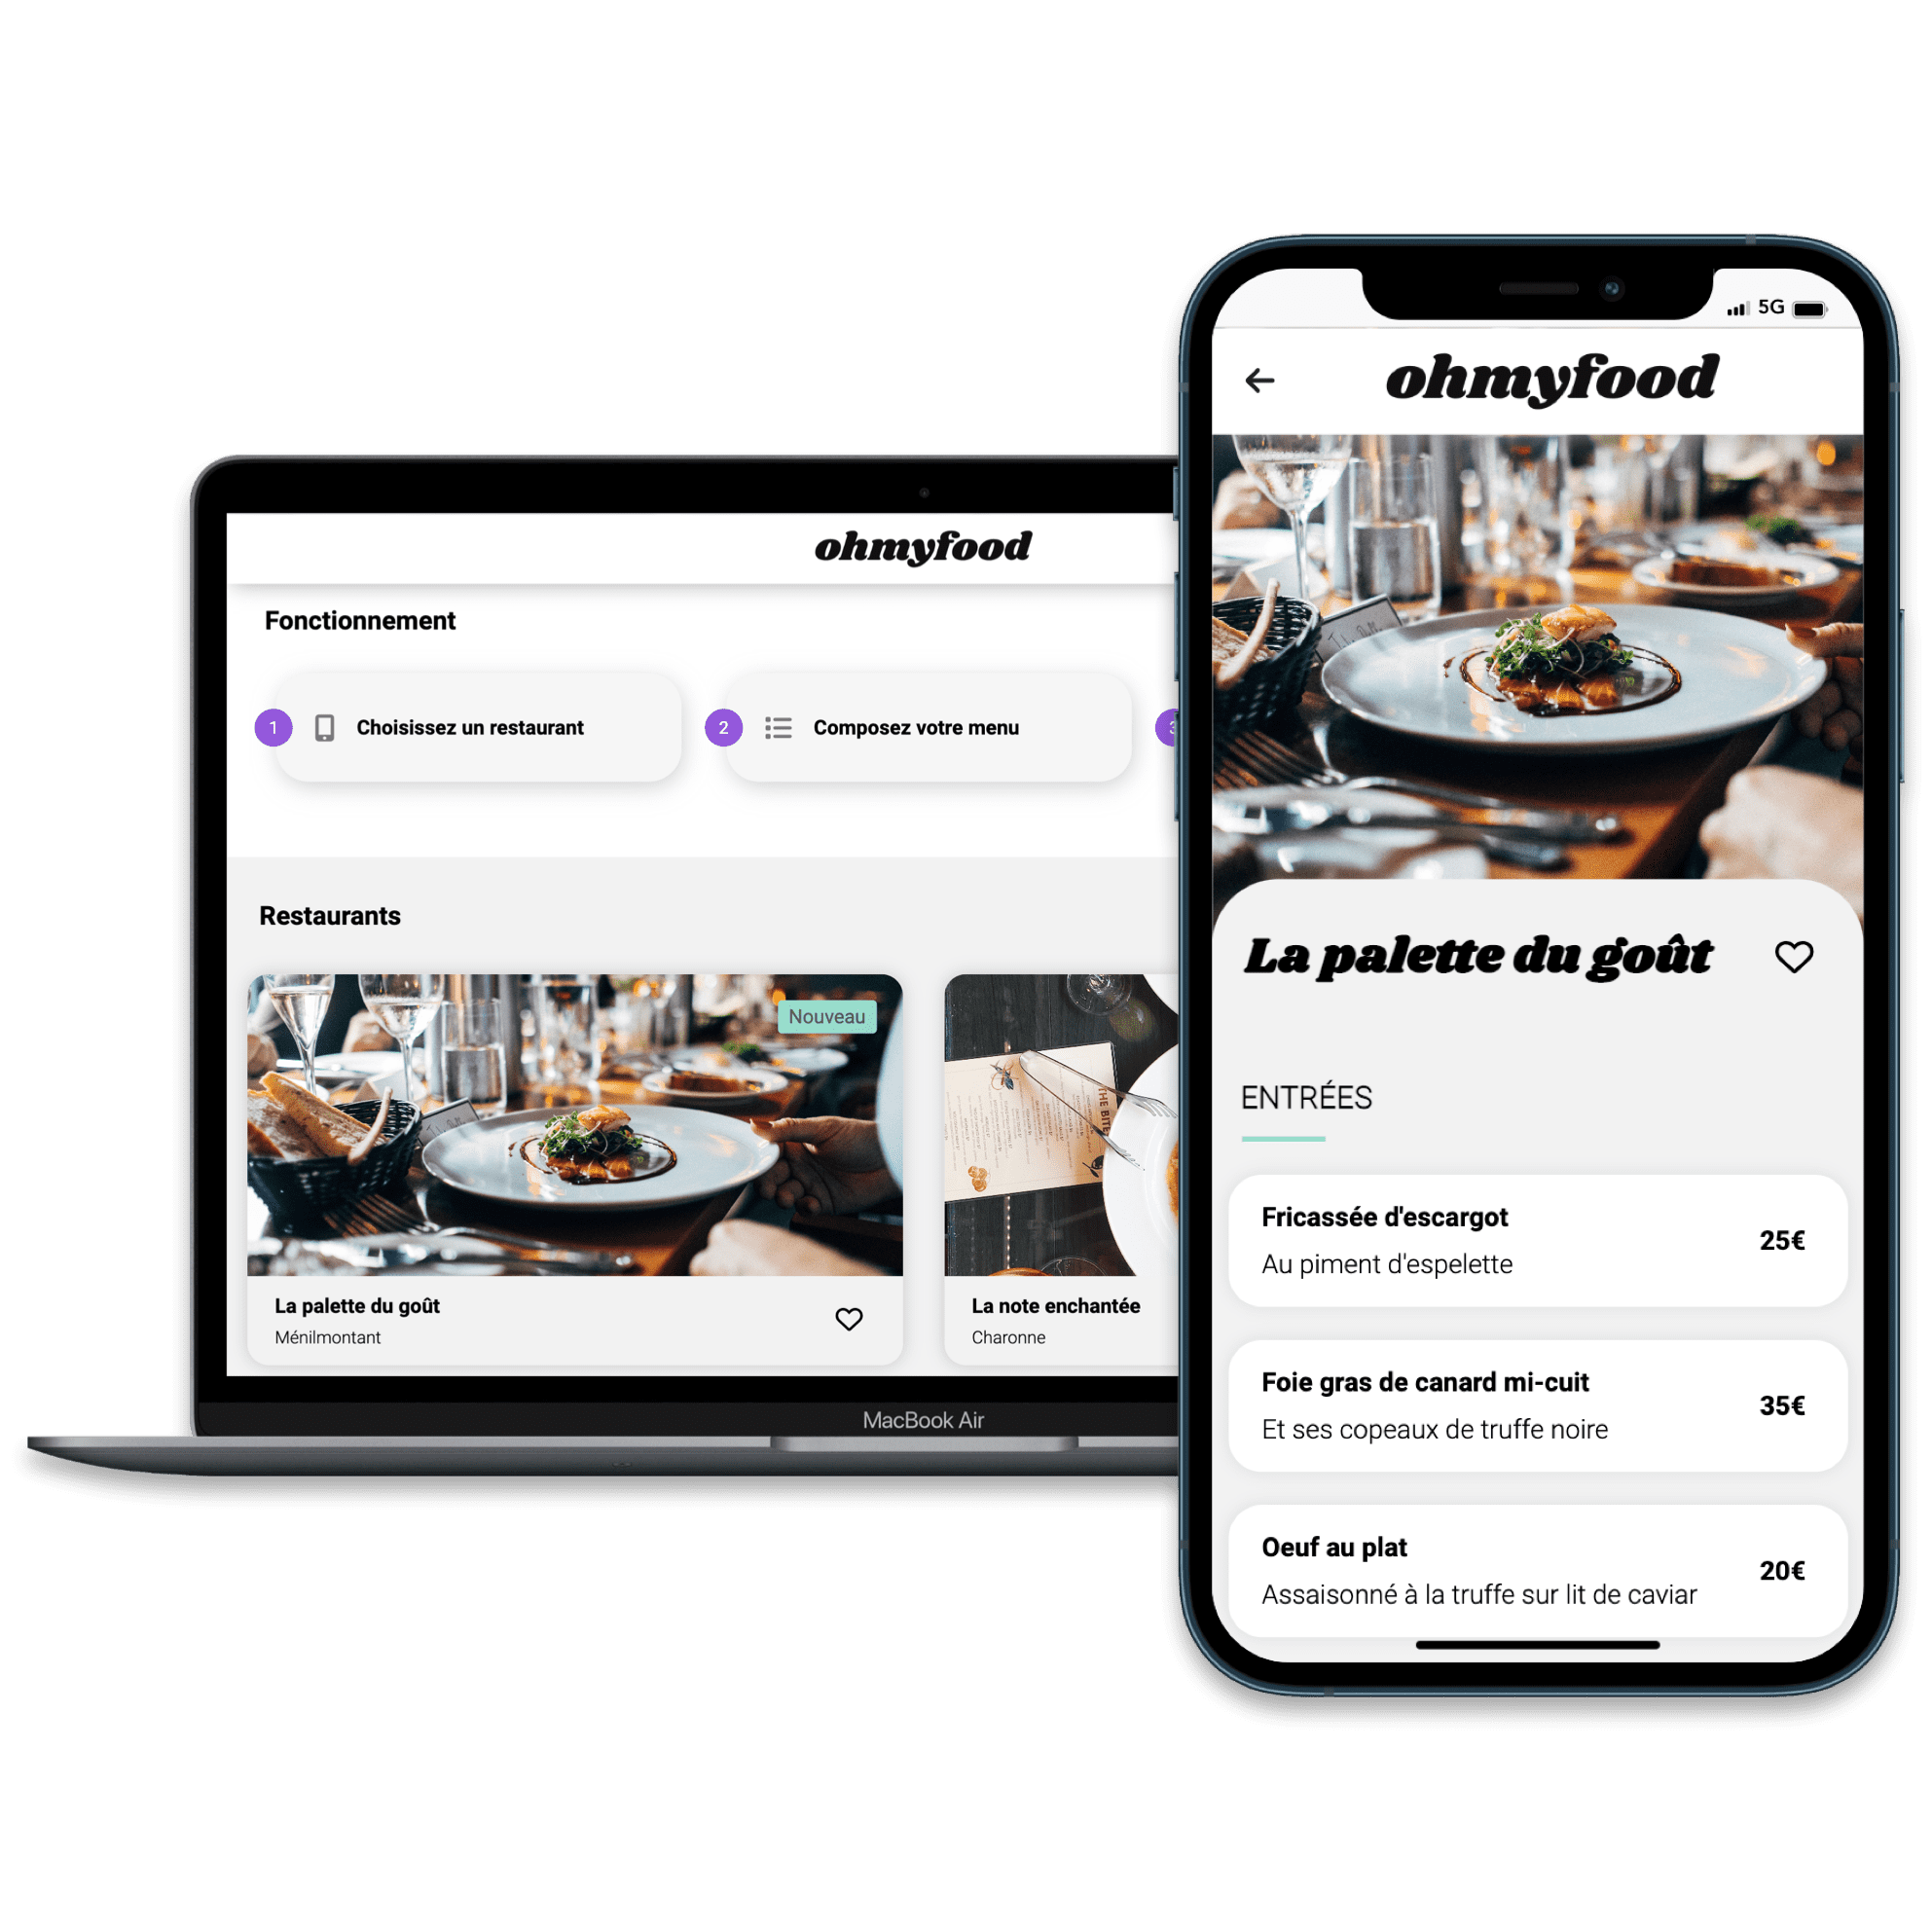 ohmyfood
Fonctionnement
1
Choisissez un restaurant
2
Composez votre menu
3
Restaurants
Nouveau
THE BITE
La palette du goût
Ménilmontant
La note enchantée
Charonne
MacBook Air
5G
ohmyfood
La palette du goût
ENTRÉES
Fricassée d'escargot
Au piment d'espelette
25€
Foie gras de canard mi-cuit
Et ses copeaux de truffe noire
35€
Oeuf au plat
Assaisonné à la truffe sur lit de caviar
20€